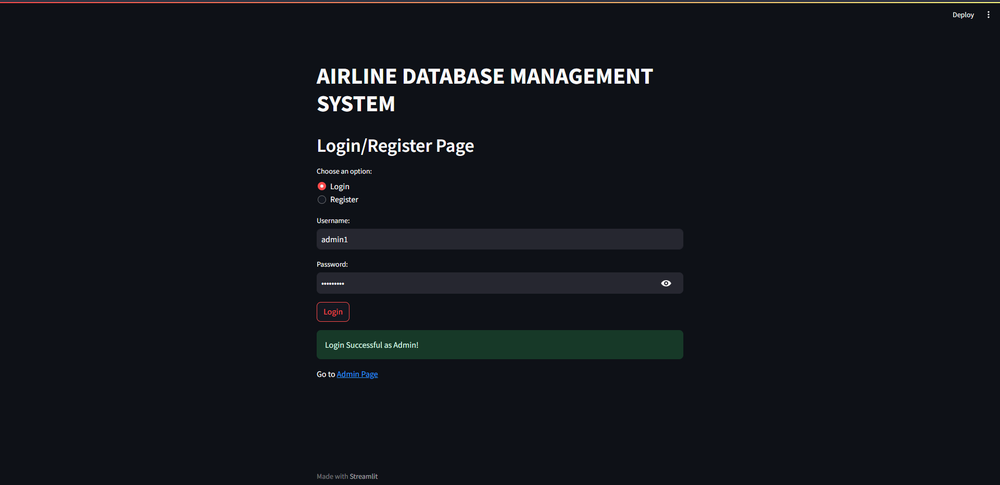 Deploy
AIRLINE DATABASE MANAGEMENT
SYSTEM
Login/Register Page
Choose an option:
Login
Register
Username:
admin1
Password:
•••••••••
Login
Login Successful as Admin!
Go to Admin Page
Made with Streamlit